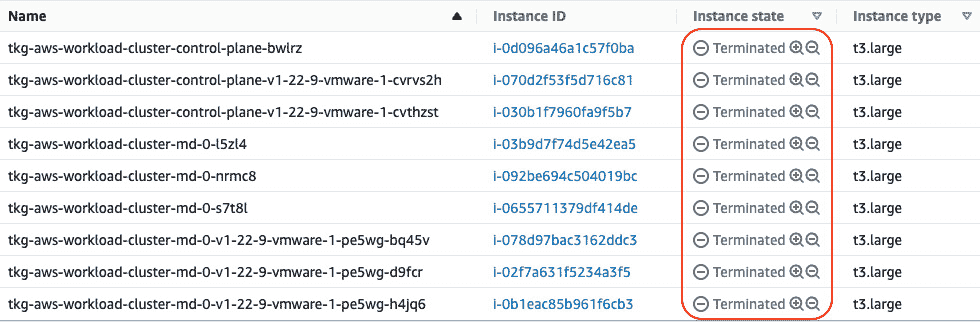 Name Instance ID Instance state Instance type
tkg-aws-workload-cluster-control-plane-bwlrz i-0d096a46a1c57f0ba Terminated t3.large
tkg-aws-workload-cluster-control-plane-v1-22-9-vmware-1-cvrvs2h i-070d2f53f5d716c81 Terminated t3.large
tkg-aws-workload-cluster-control-plane-v1-22-9-vmware-1-cvthzst i-030b1f7960fa9f5b7 Terminated t3.large
tkg-aws-workload-cluster-md-0-l5zl4 i-03b9d7f74d5e42ea5 Terminated t3.large
tkg-aws-workload-cluster-md-0-nrmc8 i-092be694c504019bc Terminated t3.large
tkg-aws-workload-cluster-md-0-s7t8l i-0655711379df414de Terminated t3.large
tkg-aws-workload-cluster-md-0-v1-22-9-vmware-1-pe5wg-bq45v i-078d97bac3162ddc3 Terminated t3.large
tkg-aws-workload-cluster-md-0-v1-22-9-vmware-1-pe5wg-d9fcr i-02f7a631f5234a3f5 Terminated t3.large
tkg-aws-workload-cluster-md-0-v1-22-9-vmware-1-pe5wg-h4jq6 i-0b1eac85b961f6cb3 Terminated t3.large